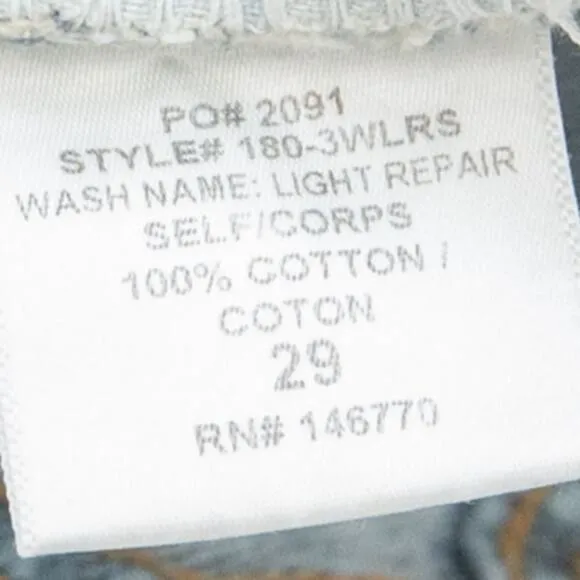 PO# 2091
STYLE# 180-3WLRS
WASH NAME: LIGHT REPAIR
SELF/CORPS
100% COTTON /
COTON
29
RN# 146770